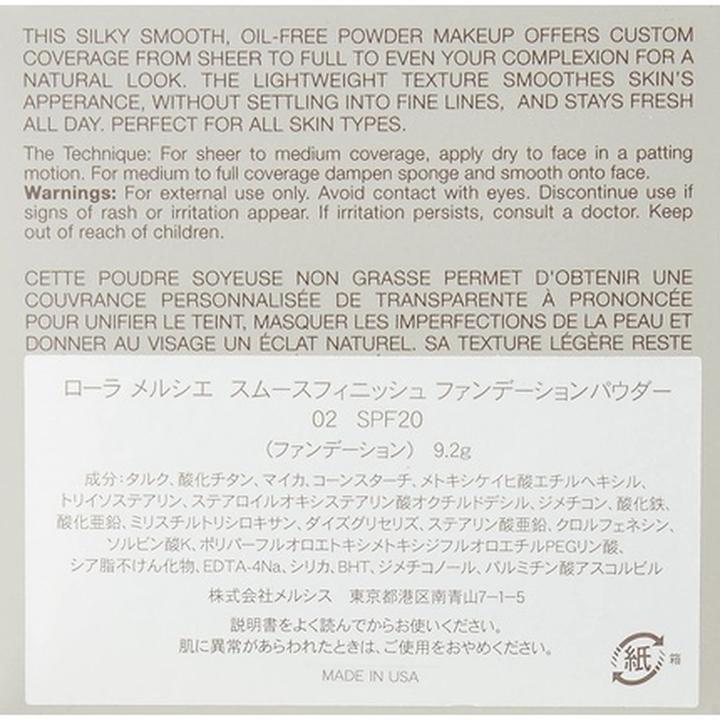 THIS SILKY SMOOTH, OIL-FREE POWDER MAKEUP OFFERS CUSTOM
COVERAGE FROM SHEER TO FULL TO EVEN YOUR COMPLEXION FOR A
NATURAL LOOK. THE LIGHTWEIGHT TEXTURE SMOOTHES SKIN'S
APPERANCE, WITHOUT SETTLING INTO FINE LINES, AND STAYS FRESH
ALL DAY. PERFECT FOR ALL SKIN TYPES.
The Technique: For sheer to medium coverage, apply dry to face in a patting
motion. For medium to full coverage dampen sponge and smooth onto face.
Warnings: For external use only. Avoid contact with eyes. Discontinue use if
signs of rash or irritation appear. If irritation persists, consult a doctor. Keep
out of reach of children.
CETTE POUDRE SOYEUSE NON GRASSE PERMET D'OBTENIR UNE
COUVRANCE PERSONNALISÉE DE TRANSPARENTE À PRONONCÉE
POUR UNIFIER LE TEINT, MASQUER LES IMPERFECTIONS DE LA PEAU ET
DONNER AU VISAGE UN ÉCLAT NATUREL. SA TEXTURE LÉGÈRE RESTE
ローラ メルシエ スムースフィニッシュ ファンデーションパウダー
02 SPF20
（ファンデーション） 9.2g
成分：タルク、酸化チタン、マイカ、コーンスターチ、メトキシケイヒ酸エチルヘキシル、
トリイソステアリン、ステアロイルオキシステアリン酸オクチルドデシル、ジメチコン、酸化鉄、
酸化亜鉛、ミリスチルトリシロキサン、ダイズグリセリズ、ステアリン酸亜鉛、クロルフェネシン、
ソルビン酸K、ポリパーフルオロエトキシメトキシジフルオロエチルPEGリン酸、
シア脂不けん化物、EDTA-4Na、シリカ、BHT、ジメチコノール、パルミチン酸アスコルビル
株式会社メルシス 東京都港区南青山7-1-5
説明書をよく読んでからお使いください。
肌に異常があらわれたときは、ご使用をおやめください。
紙 箱
MADE IN USA